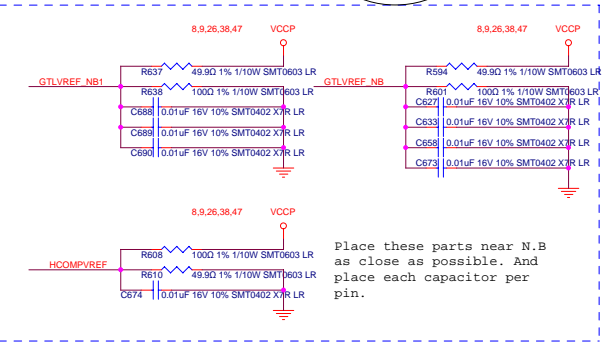 8,9,26,38,47 VCCP
R637 49.9Ω 1% 1/10W SMT0603 LR
GTLVREF_NB1
R638 100Ω 1% 1/10W SMT0603 LR
C688 0.01uF 16V 10% SMT0402 X7R LR
C689 0.01uF 16V 10% SMT0402 X7R LR
C690 0.01uF 16V 10% SMT0402 X7R LR
8,9,26,38,47 VCCP
R594 49.9Ω 1% 1/10W SMT0603 LR
GTLVREF_NB
R601 100Ω 1% 1/10W SMT0603 LR
C627 0.01uF 16V 10% SMT0402 X7R LR
C633 0.01uF 16V 10% SMT0402 X7R LR
C658 0.01uF 16V 10% SMT0402 X7R LR
C673 0.01uF 16V 10% SMT0402 X7R LR
8,9,26,38,47 VCCP
R608 100Ω 1% 1/10W SMT0603 LR
HCOMPVREF
R610 49.9Ω 1% 1/10W SMT0603 LR
C674 0.01uF 16V 10% SMT0402 X7R LR
Place these parts near N.B
as close as possible. And
place each capacitor per
pin.